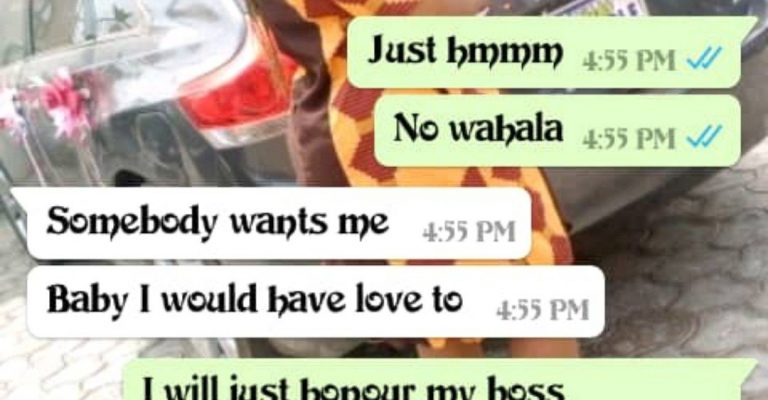 Just hmmm 4:55 PM
No wahala 4:55 PM
Somebody wants me 4:55 PM
Baby I would have love to 4:55 PM
I will just honour my boss